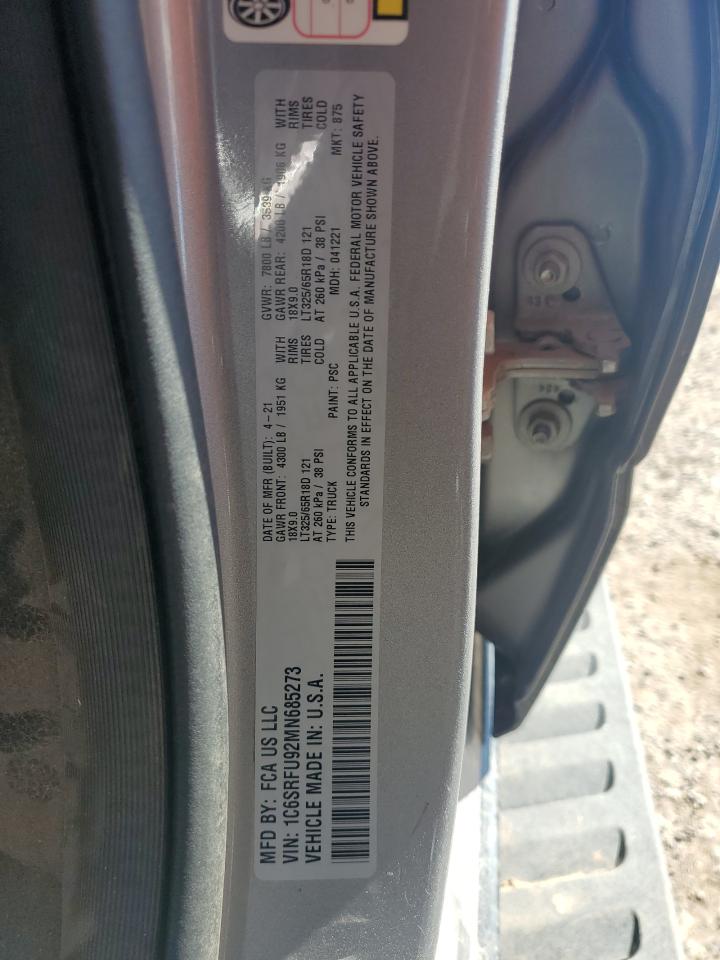 MFD BY: FCA US LLC
VIN: 1C6SRFU92MN685273
VEHICLE MADE IN: U.S.A.
DATE OF MFR (BUILT): 4-21
GAWR FRONT: 4300 LB / 1951 KG WITH
18X9.0 RIMS
LT325/65R18D 121 TIRES
AT 260 kPa / 38 PSI COLD
TYPE: TRUCK PAINT: PSC
GVWR: 7800 LB / 3539 KG
GAWR REAR: 4200 LB / 1906 KG WITH
18X9.0 RIMS
LT325/65R18D 121 TIRES
AT 260 kPa / 38 PSI COLD
MDH: 041221 MKT: 875
THIS VEHICLE CONFORMS TO ALL APPLICABLE U.S.A. FEDERAL MOTOR VEHICLE SAFETY
STANDARDS IN EFFECT ON THE DATE OF MANUFACTURE SHOWN ABOVE.